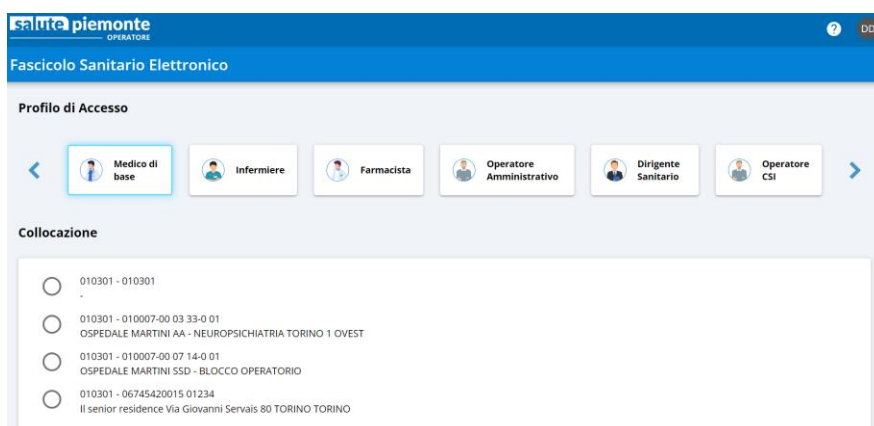 salute piemonte
OPERATORE
? DD
Fascicolo Sanitario Elettronico
Profilo di Accesso
Medico di
base
Infermiere
Farmacista
Operatore
Amministrativo
Dirigente
Sanitario
Operatore
CSI
Collocazione
010301 - 010301
-
010301 - 010007-00 03 33-0 01
OSPEDALE MARTINI AA - NEUROPSICHIATRIA TORINO 1 OVEST
010301 - 010007-00 07 14-0 01
OSPEDALE MARTINI SSD - BLOCCO OPERATORIO
010301 - 06745420015 01234
Il senior residence Via Giovanni Servais 80 TORINO TORINO